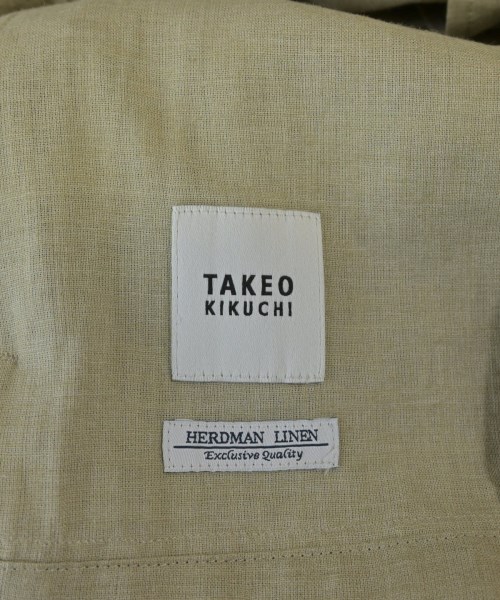 TAKEO
KIKUCHI
HERDMAN LINEN
Exclusive Quality